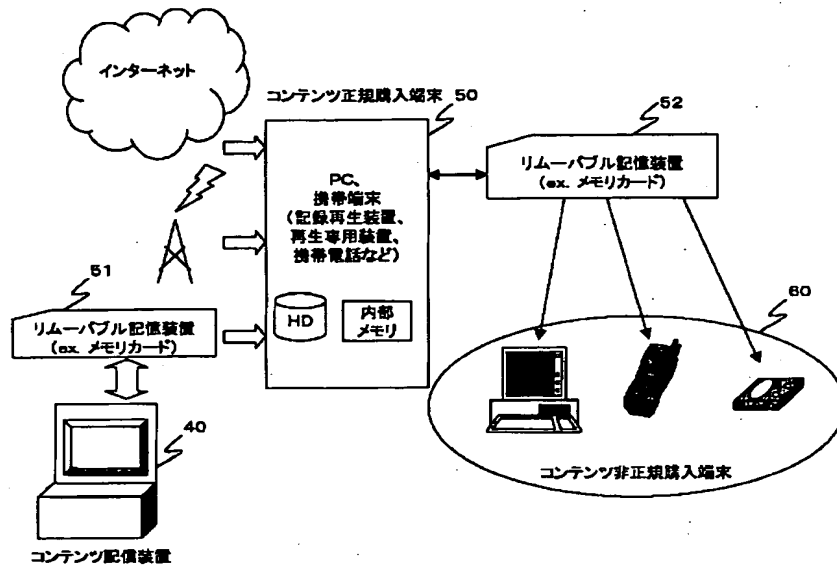 インターネット
コンテンツ正規購入端末
50
52
リムーバブル記憶装置
(ex. メモリカード)
PC、
携帯端末
(記録再生装置、
再生専用装置、
携帯電話など)
51
リムーバブル記憶装置
(ex. メモリカード)
HD
内部
メモリ
60
40
コンテンツ非正規購入端末
コンテンツ配信装置